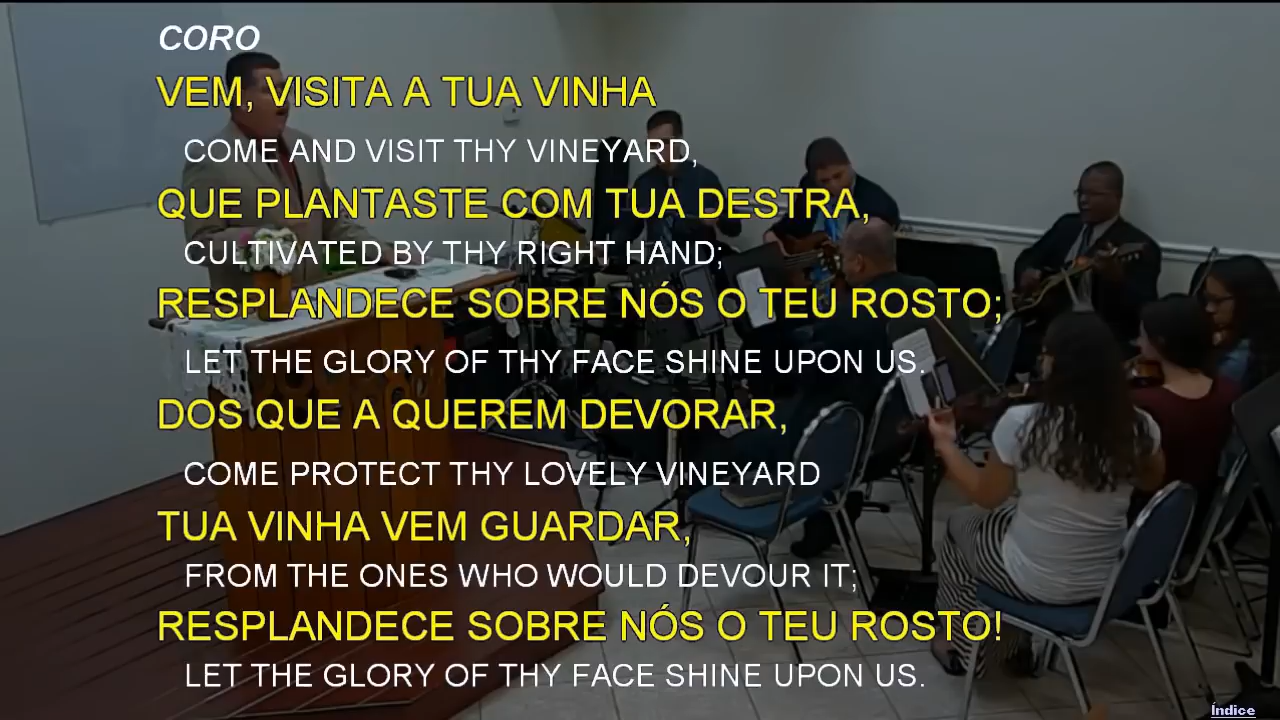 CORO
VEM, VISITA A TUA VINHA
COME AND VISIT THY VINEYARD,
QUE PLANTASTE COM TUA DESTRA,
CULTIVATED BY THY RIGHT HAND;
RESPLANDECE SOBRE NÓS O TEU ROSTO;
LET THE GLORY OF THY FACE SHINE UPON US.
DOS QUE A QUEREM DEVORAR,
COME PROTECT THY LOVELY VINEYARD
TUA VINHA VEM GUARDAR,
FROM THE ONES WHO WOULD DEVOUR IT;
RESPLANDECE SOBRE NÓS O TEU ROSTO!
LET THE GLORY OF THY FACE SHINE UPON US.
Índice